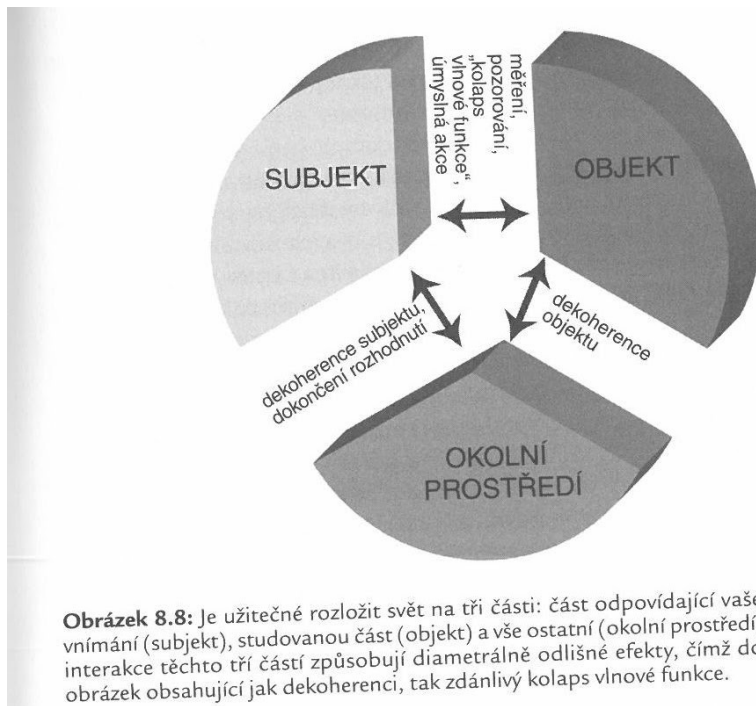 SUBJEKT
měření,
pozorování,
„kolaps
vlnové funkce“,
úmyslná akce
OBJEKT
dekoherence subjektu,
dokončení rozhodnutí
dekoherence
objektu
OKOLNÍ
PROSTŘEDÍ
Obrázek 8.8: Je užitečné rozložit svět na tři části: část odpovídající
vnímání (subjekt), studovanou část (objekt) a vše ostatní (okolní prostředí
interakce těchto tří částí způsobují diametrálně odlišné efekty, čímž
obrázek obsahující jak dekoherenci, tak zdánlivý kolaps vlnové funkce.